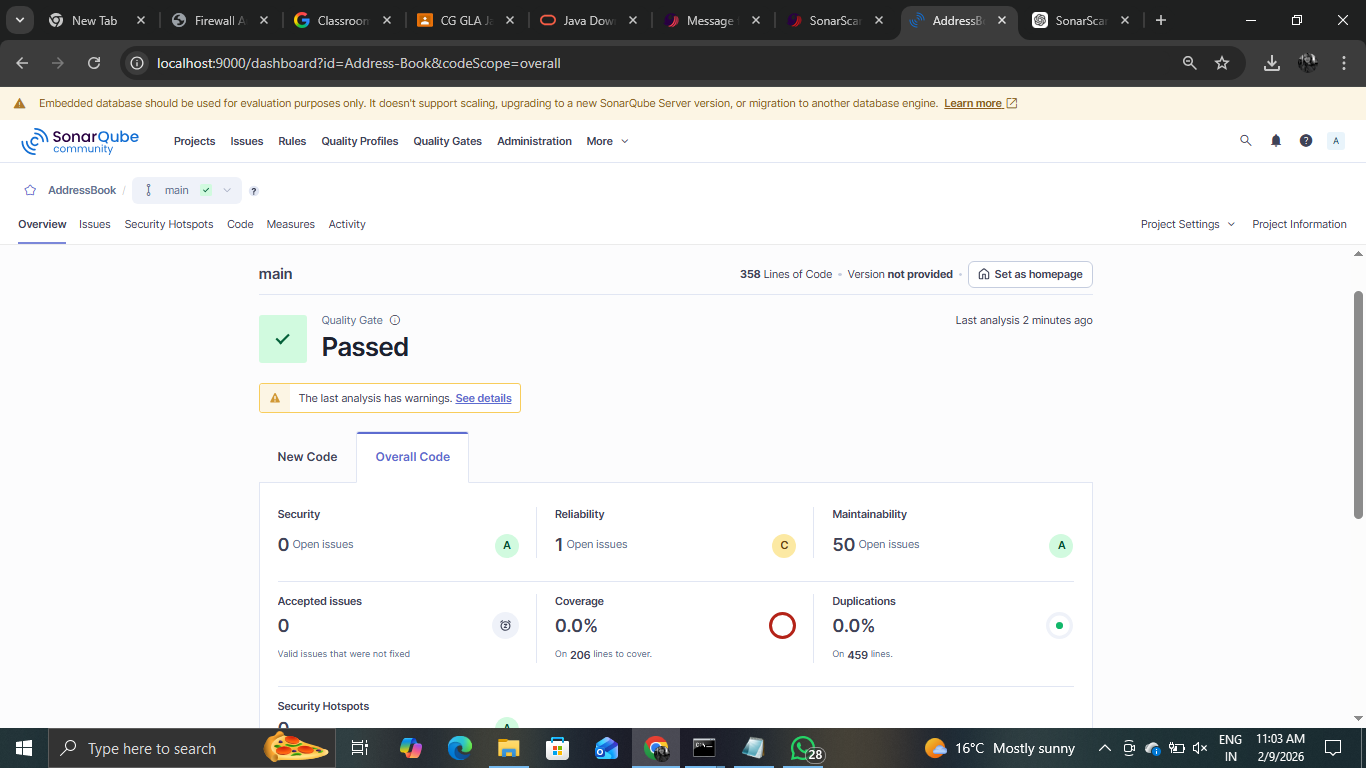 New Tab
Firewall A
Classroom
CG GLA Ja
Java Dow
Message
SonarSca
AddressB
SonarSca
localhost:9000/dashboard?id=Address-Book&codeScope=overall
Embedded database should be used for evaluation purposes only. It doesn't support scaling, upgrading to a new SonarQube Server version, or migration to another database engine. Learn more
SonarQube
community
Projects Issues Rules Quality Profiles Quality Gates Administration More
A
AddressBook / main ?
Overview Issues Security Hotspots Code Measures Activity
Project Settings Project Information
main
358 Lines of Code • Version not provided • Set as homepage
Quality Gate
Passed
Last analysis 2 minutes ago
The last analysis has warnings. See details
New Code Overall Code
Security Reliability Maintainability
0 Open issues A 1 Open issues C 50 Open issues A
Accepted issues Coverage Duplications
0 0.0% 0.0%
Valid issues that were not fixed On 206 lines to cover. On 459 lines.
Security Hotspots
0 A
Type here to search
28
16°C Mostly sunny
ENG
IN
11:03 AM
2/9/2026